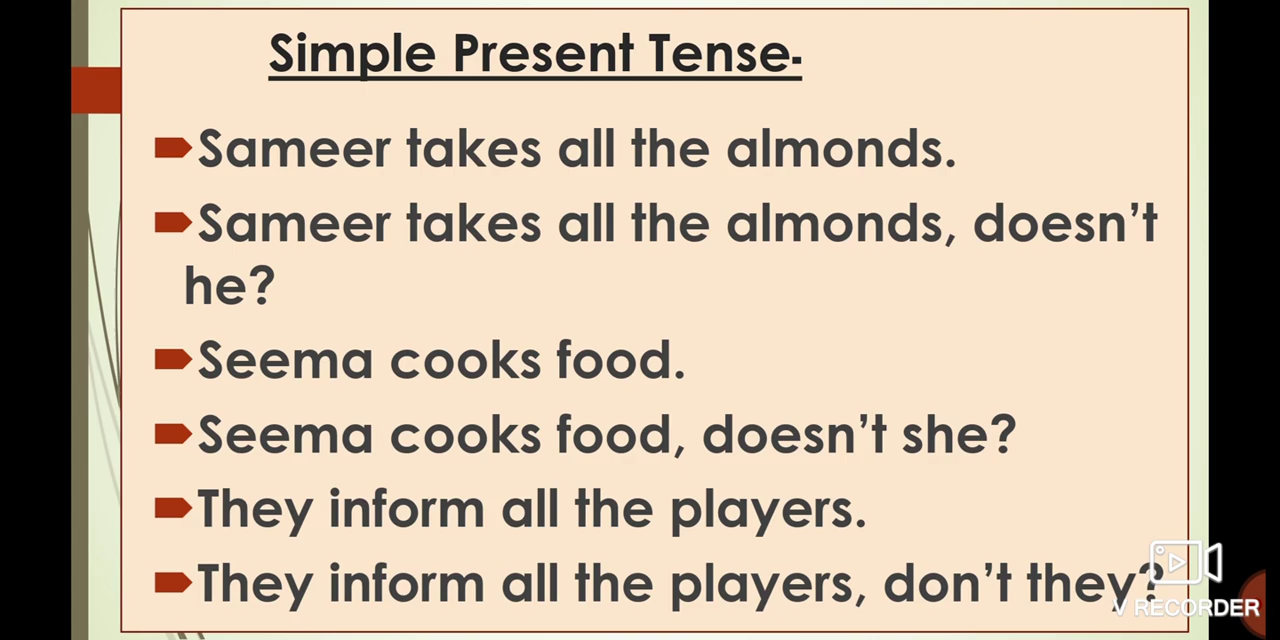 Simple Present Tense-
Sameer takes all the almonds.
Sameer takes all the almonds, doesn’t
he?
Seema cooks food.
Seema cooks food, doesn’t she?
They inform all the players.
They inform all the players, don’t they?
V RECORDER